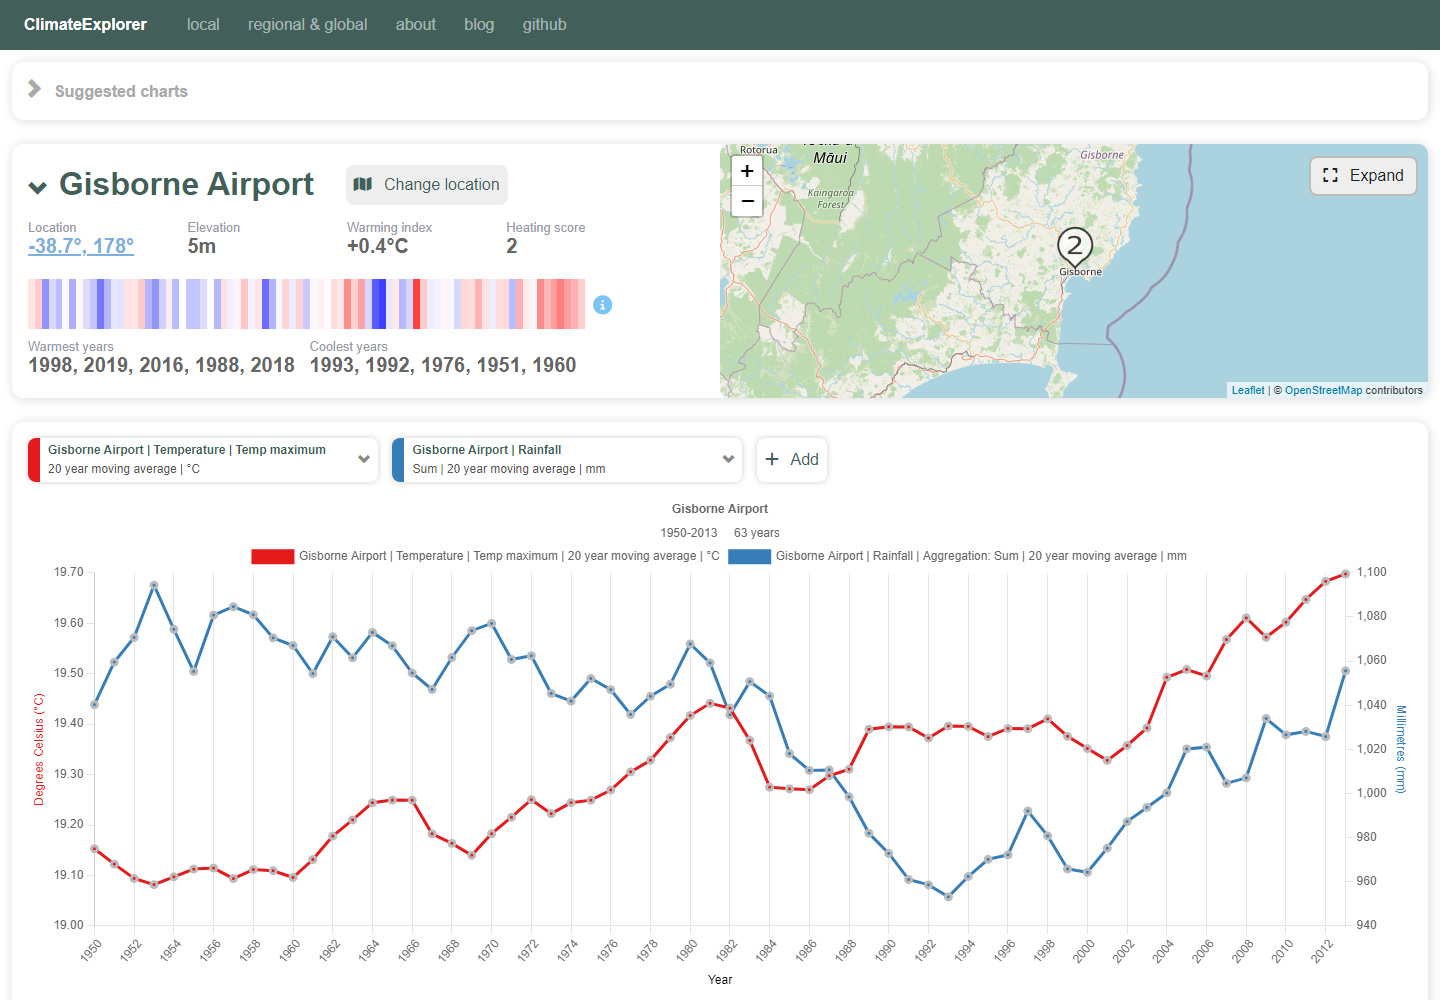 ClimateExplorer local regional & global about blog github
Suggested charts
Gisborne Airport
Change location
Location Elevation Warming index Heating score
-38.7°, 178° 5m +0.4°C 2
Warmest years Coolest years
1998, 2019, 2016, 1988, 2018 1993, 1992, 1976, 1951, 1960
Rotorua
Māui
Gisborne
Kaingaroa
Forest
+
−
Expand
2
Gisborne
Leaflet | © OpenStreetMap contributors
Gisborne Airport | Temperature | Temp maximum
20 year moving average | °C
Gisborne Airport | Rainfall
Sum | 20 year moving average | mm
+ Add
Gisborne Airport
1950-2013 63 years
Gisborne Airport | Temperature | Temp maximum | 20 year moving average | °C
Gisborne Airport | Rainfall | Aggregation: Sum | 20 year moving average | mm
19.70
19.60
19.50
19.40
19.30
19.20
19.10
19.00
Degrees Celsius (°C)
1,100
1,080
1,060
1,040
1,020
1,000
980
960
940
Millimetres (mm)
1950 1952 1954 1956 1958 1960 1962 1964 1966 1968 1970 1972 1974 1976 1978 1980 1982 1984 1986 1988 1990 1992 1994 1996 1998 2000 2002 2004 2006 2008 2010 2012
Year